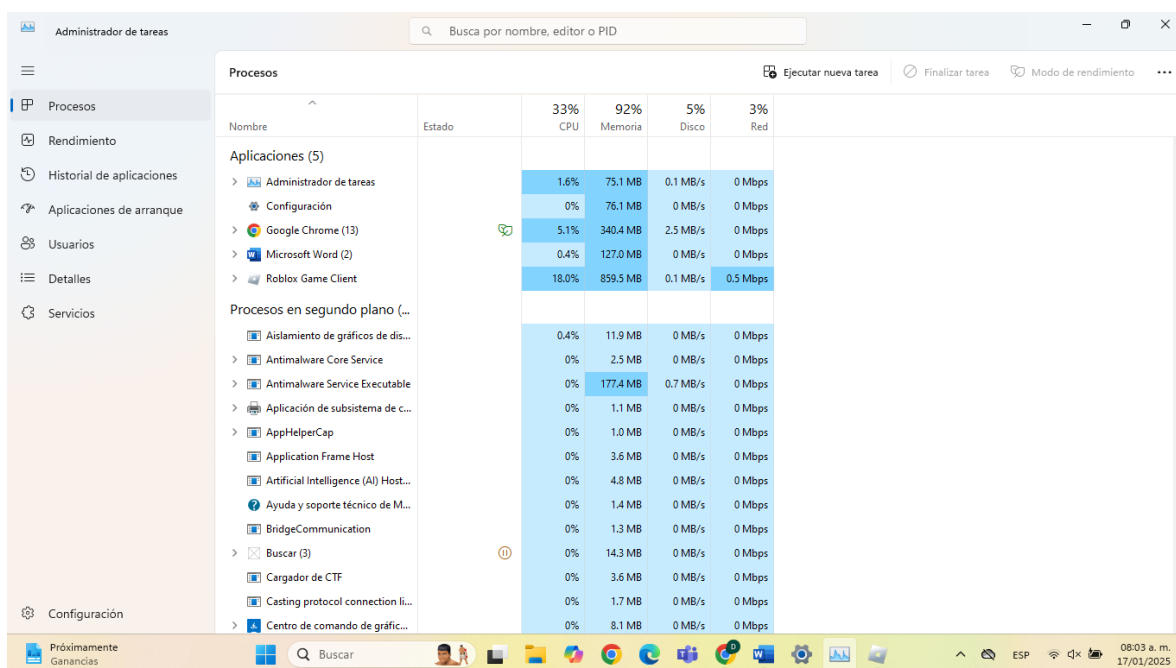 Administrador de tareas
Busca por nombre, editor o PID
Procesos
Ejecutar nueva tarea
Finalizar tarea
Modo de rendimiento
Procesos
Rendimiento
Historial de aplicaciones
Aplicaciones de arranque
Usuarios
Detalles
Servicios
Configuración
33% 92% 5% 3%
Nombre Estado CPU Memoria Disco Red
Aplicaciones (5)
Administrador de tareas 1.6% 75.1 MB 0.1 MB/s 0 Mbps
Configuración 0% 76.1 MB 0 MB/s 0 Mbps
Google Chrome (13) 5.1% 340.4 MB 2.5 MB/s 0 Mbps
Microsoft Word (2) 0.4% 127.0 MB 0 MB/s 0 Mbps
Roblox Game Client 18.0% 859.5 MB 0.1 MB/s 0.5 Mbps
Procesos en segundo plano (...
Aislamiento de gráficos de dis... 0.4% 11.9 MB 0 MB/s 0 Mbps
Antimalware Core Service 0% 2.5 MB 0 MB/s 0 Mbps
Antimalware Service Executable 0% 177.4 MB 0.7 MB/s 0 Mbps
Aplicación de subsistema de c... 0% 1.1 MB 0 MB/s 0 Mbps
AppHelperCap 0% 1.0 MB 0 MB/s 0 Mbps
Application Frame Host 0% 3.6 MB 0 MB/s 0 Mbps
Artificial Intelligence (AI) Host... 0% 4.8 MB 0 MB/s 0 Mbps
Ayuda y soporte técnico de M... 0% 1.4 MB 0 MB/s 0 Mbps
BridgeCommunication 0% 1.3 MB 0 MB/s 0 Mbps
Buscar (3) 0% 14.3 MB 0 MB/s 0 Mbps
Cargador de CTF 0% 3.6 MB 0 MB/s 0 Mbps
Casting protocol connection li... 0% 1.7 MB 0 MB/s 0 Mbps
Centro de comando de gráfic... 0% 8.1 MB 0 MB/s 0 Mbps
Próximamente
Ganancias
Buscar
ESP
08:03 a. m.
17/01/2025